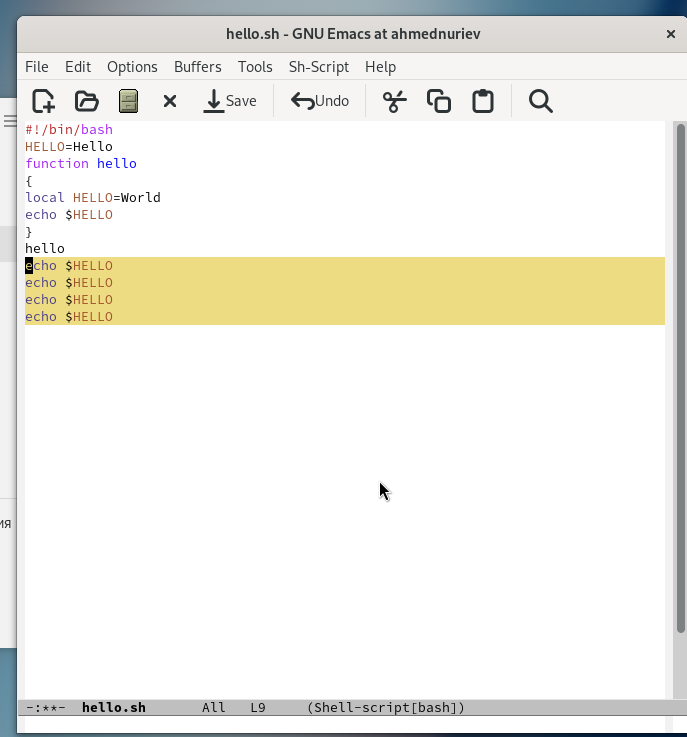 hello.sh - GNU Emacs at ahmednuriev
File Edit Options Buffers Tools Sh-Script Help
Save Undo
#!/bin/bash
HELLO=Hello
function hello
{
local HELLO=World
echo $HELLO
}
hello
echo $HELLO
echo $HELLO
echo $HELLO
echo $HELLO
ия
-:**- hello.sh All L9 (Shell-script[bash])